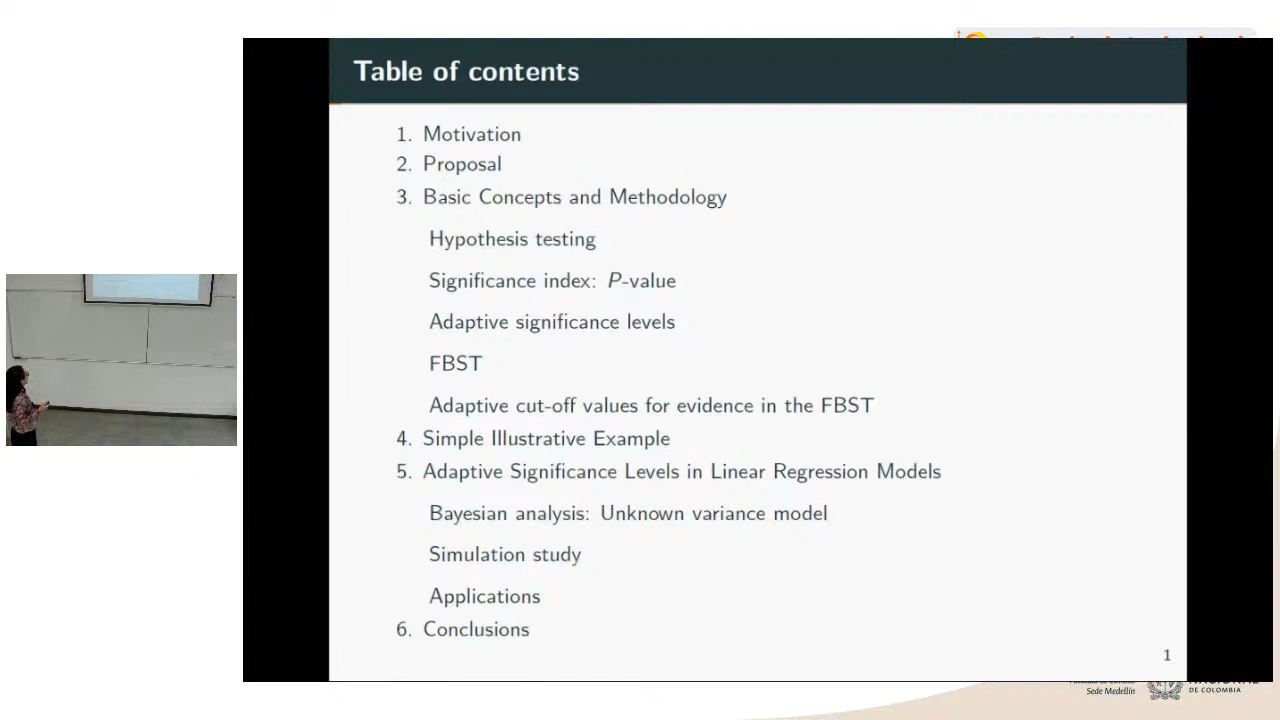 Table of contents
1. Motivation
2. Proposal
3. Basic Concepts and Methodology
Hypothesis testing
Significance index: P-value
Adaptive significance levels
FBST
Adaptive cut-off values for evidence in the FBST
4. Simple Illustrative Example
5. Adaptive Significance Levels in Linear Regression Models
Bayesian analysis: Unknown variance model
Simulation study
Applications
6. Conclusions
1
Sede Medellín
DE COLOMBIA